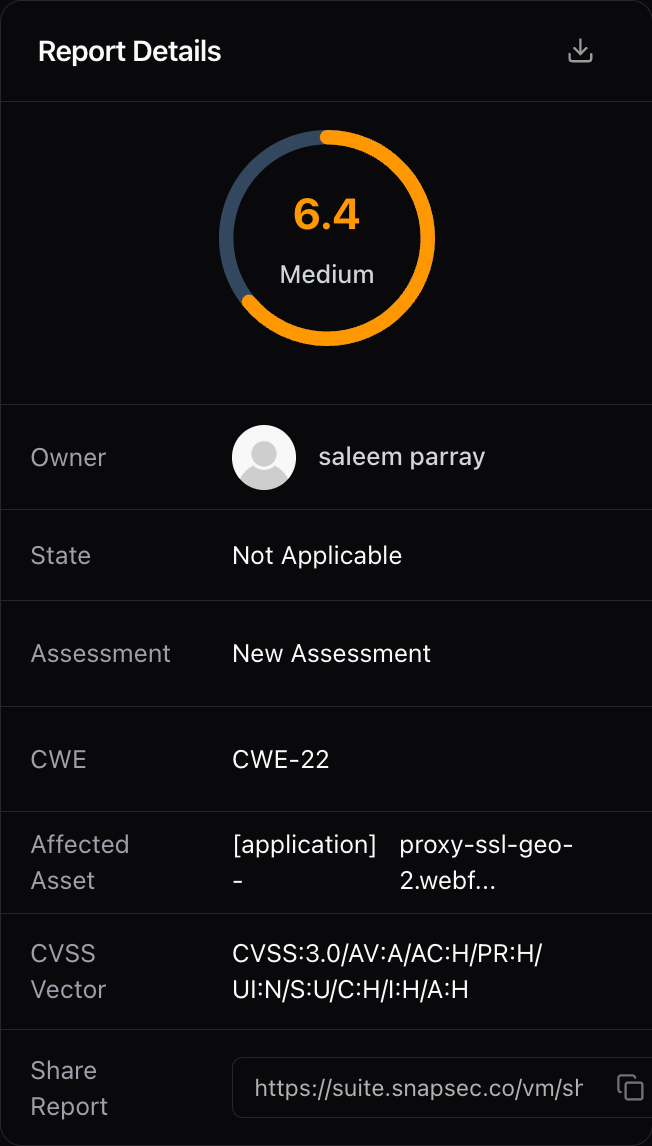 Report Details
6.4
Medium
Owner
saleem parray
State
Not Applicable
Assessment
New Assessment
CWE
CWE-22
Affected
Asset
[application]
-
proxy-ssl-geo-
2.webf...
CVSS
Vector
CVSS:3.0/AV:A/AC:H/PR:H/
UI:N/S:U/C:H/I:H/A:H
Share
Report
https://suite.snapsec.co/vm/sh